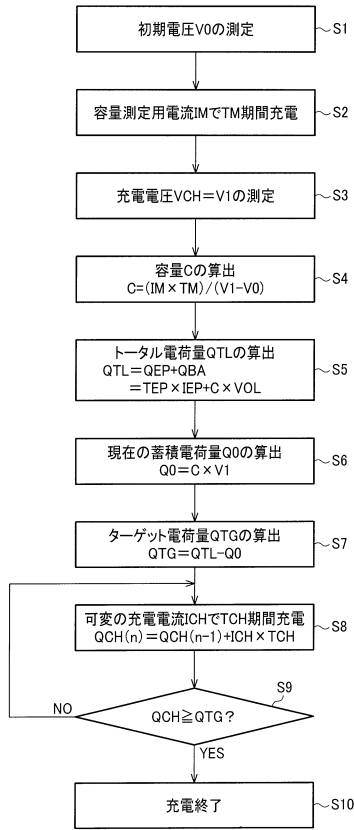 初期電圧V0の測定
S1
容量測定用電流IMでTM期間充電
S2
充電電圧VCH=V1の測定
S3
容量Cの算出
C=(IM×TM)/(V1-V0)
S4
トータル電荷量QTLの算出
QTL=QEP+QBA
=TEP×IEP+C×VOL
S5
現在の蓄積電荷量Q0の算出
Q0=C×V1
S6
ターゲット電荷量QTGの算出
QTG=QTL-Q0
S7
可変の充電電流ICHでTCH期間充電
QCH(n)=QCH(n-1)+ICH×TCH
S8
S9
QCH≧QTG?
NO
YES
充電終了
S10